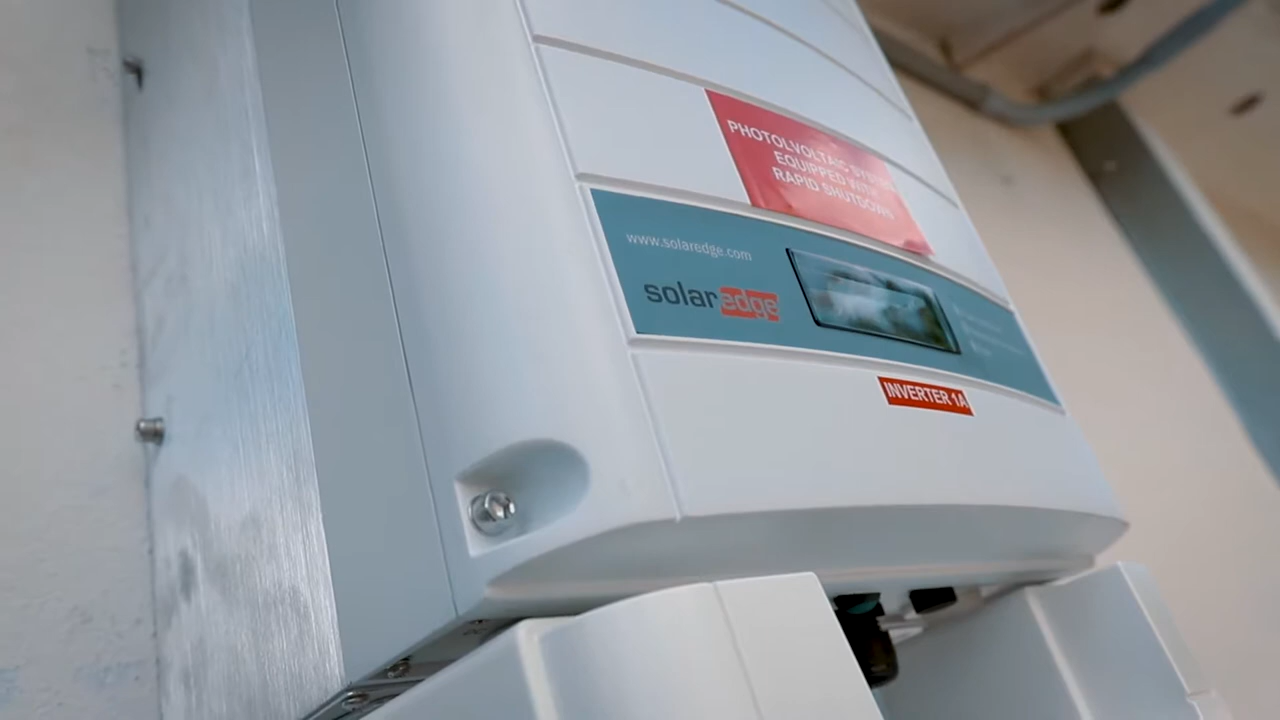 PHOTOLVOLTAIC SYSTEM
EQUIPPED WITH
RAPID SHUTDOWN
www.solaredge.com
solaredge
INVERTER 1A